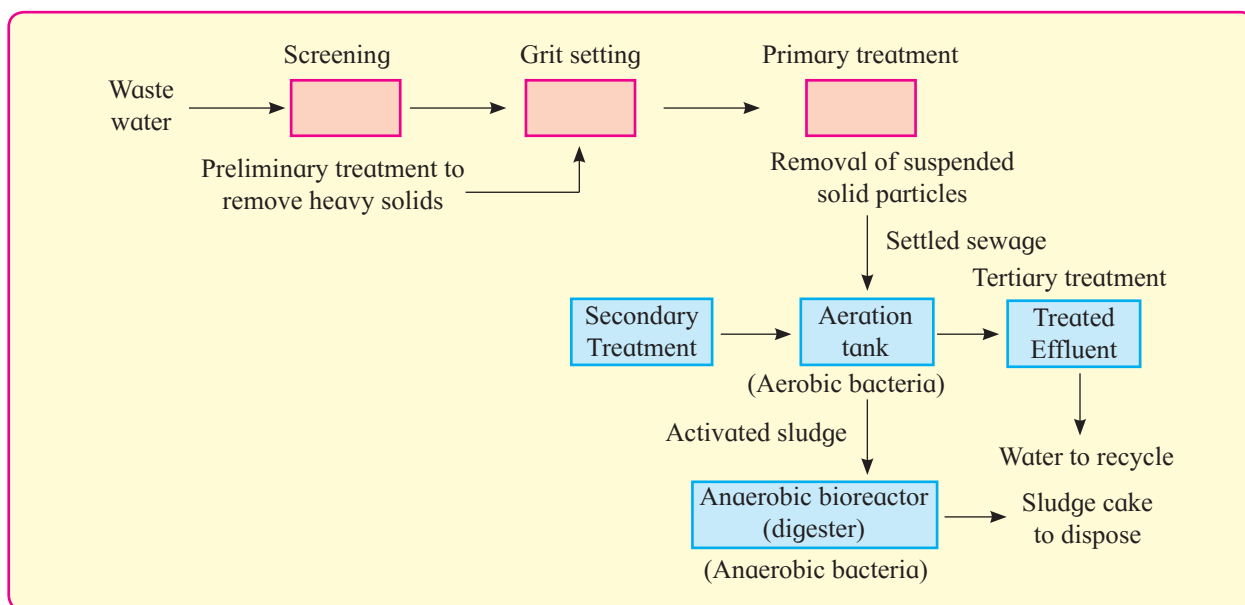 Screening
Grit setting
Primary treatment
Waste
water
Preliminary treatment to
remove heavy solids
Removal of suspended
solid particles
Settled sewage
Tertiary treatment
Secondary
Treatment
Aeration
tank
Treated
Effluent
(Aerobic bacteria)
Activated sludge
Water to recycle
Anaerobic bioreactor
(digester)
Sludge cake
to dispose
(Anaerobic bacteria)